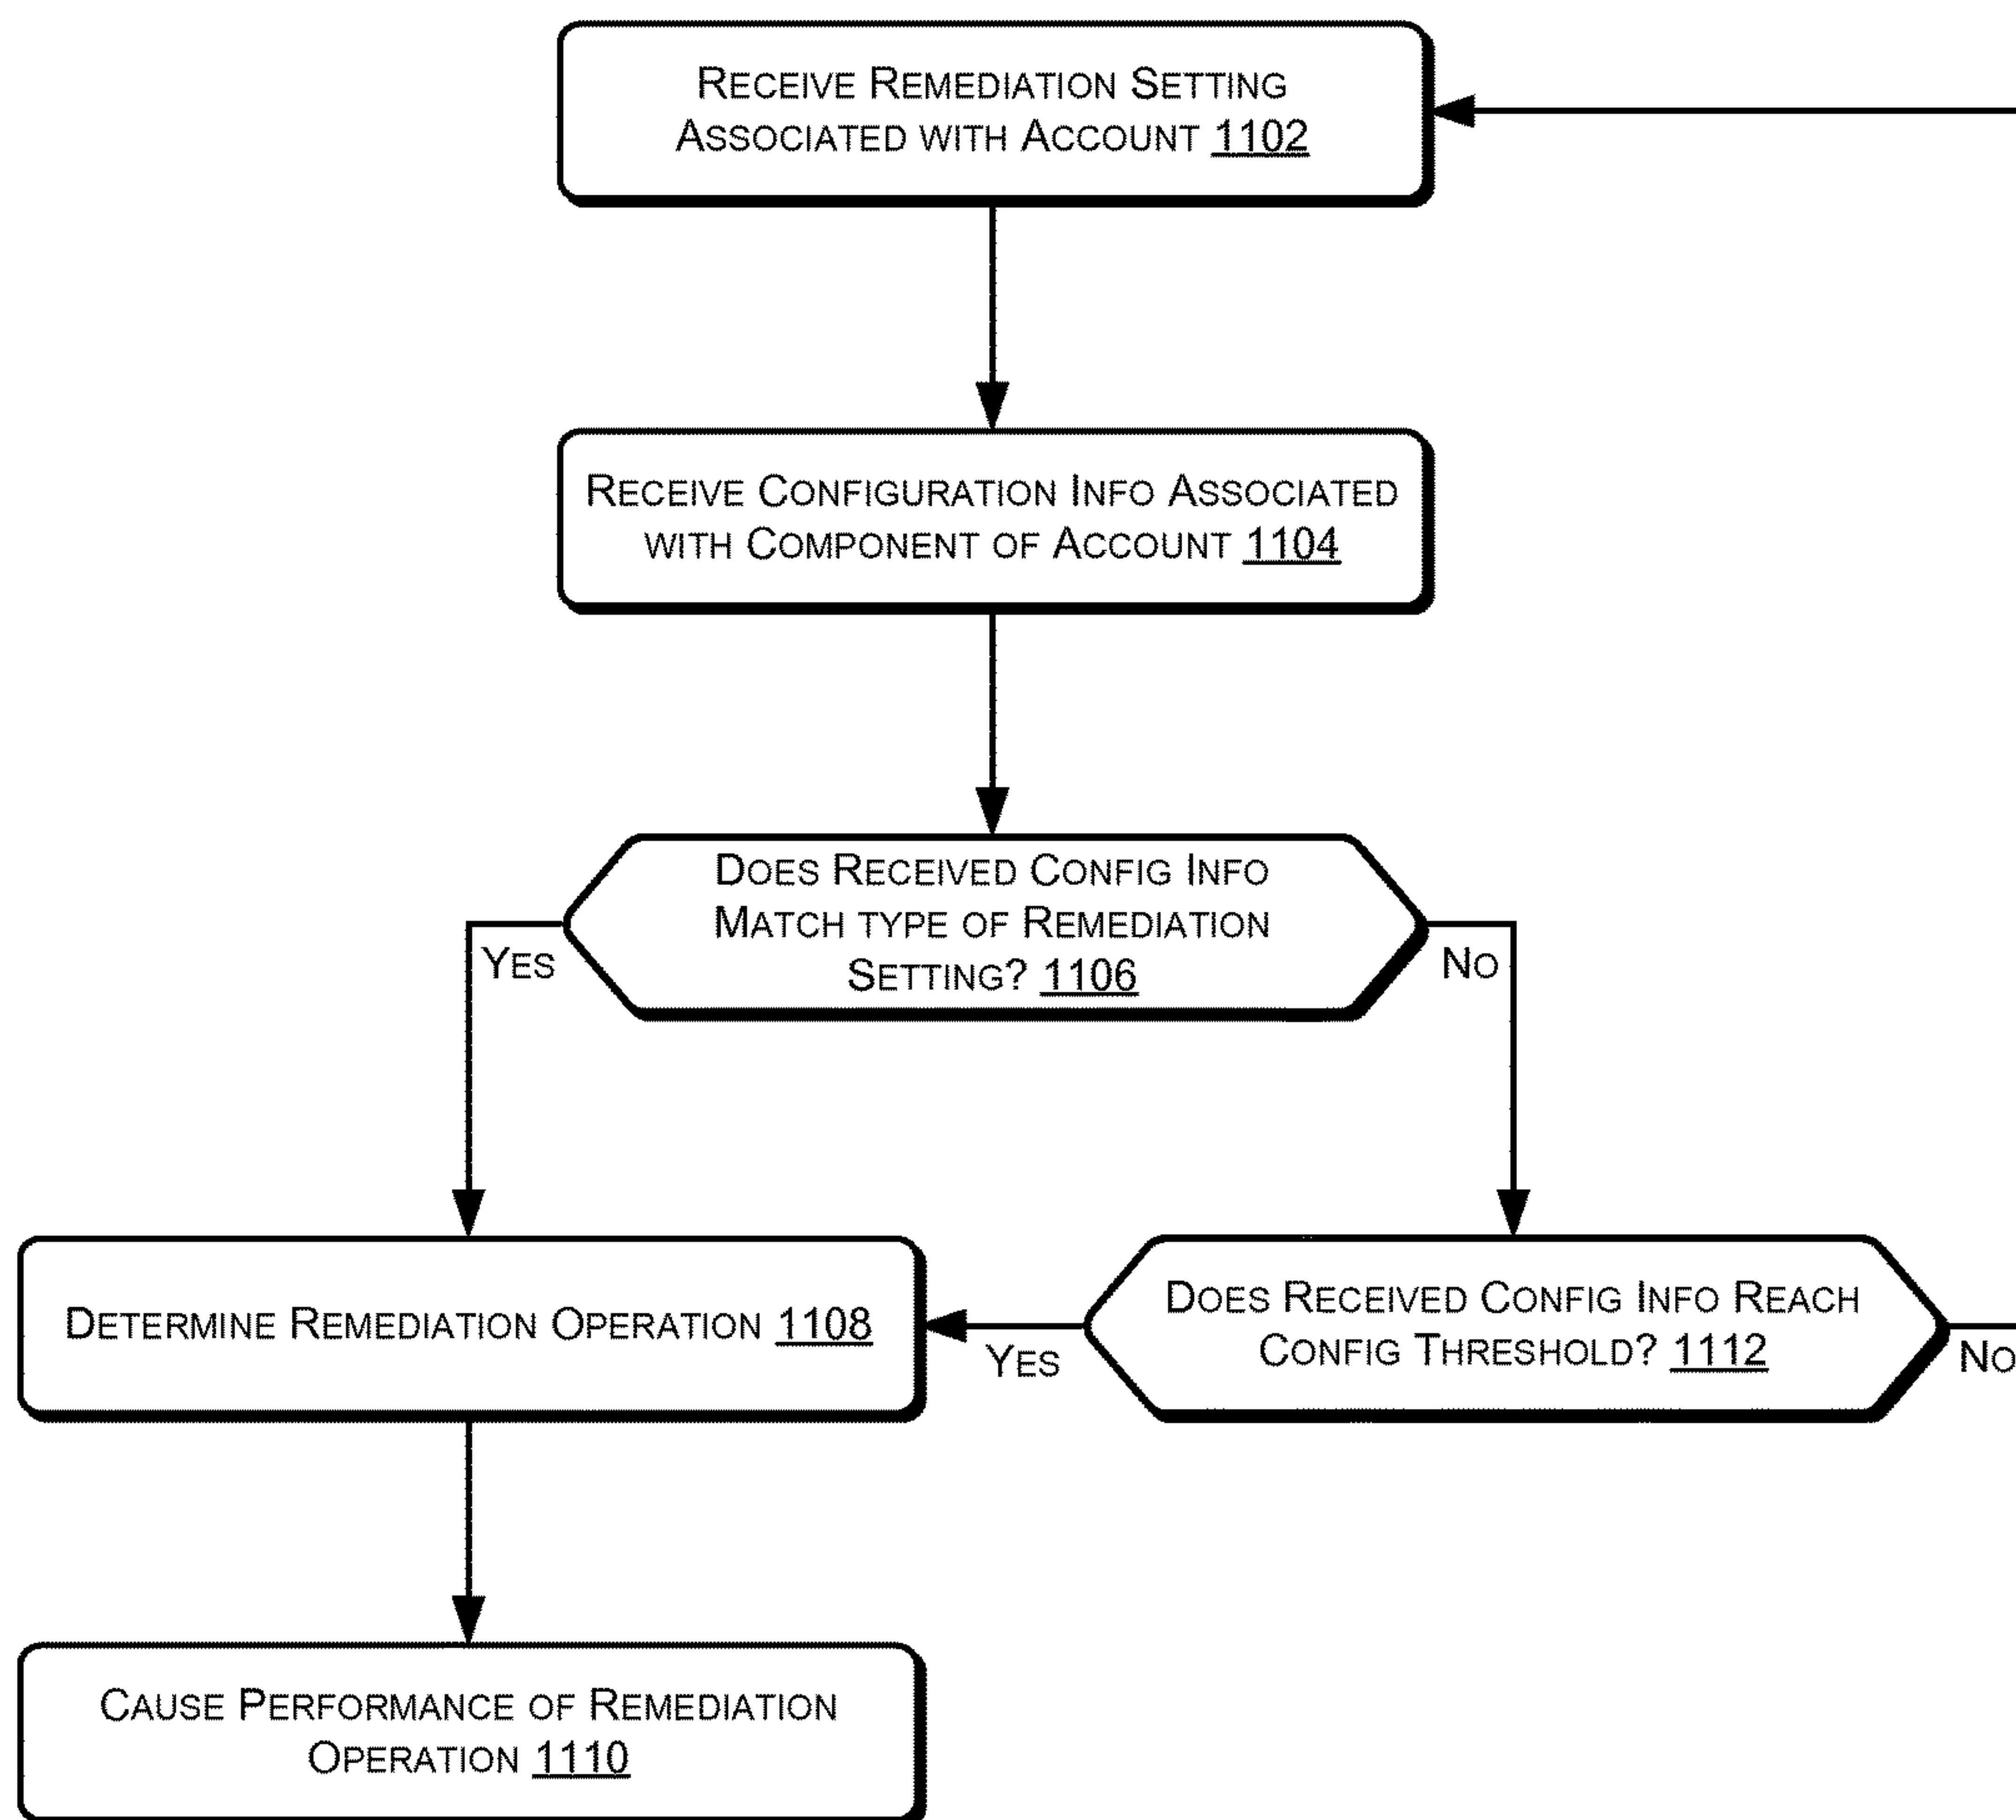 RECEIVE REMEDIATION SETTING
ASSOCIATED WITH ACCOUNT 1102
RECEIVE CONFIGURATION INFO ASSOCIATED
WITH COMPONENT OF ACCOUNT 1104
DOES RECEIVED CONFIG INFO
MATCH TYPE OF REMEDIATION
SETTING? 1106
YES
NO
DETERMINE REMEDIATION OPERATION 1108
YES
DOES RECEIVED CONFIG INFO REACH
CONFIG THRESHOLD? 1112
NO
CAUSE PERFORMANCE OF REMEDIATION
OPERATION 1110